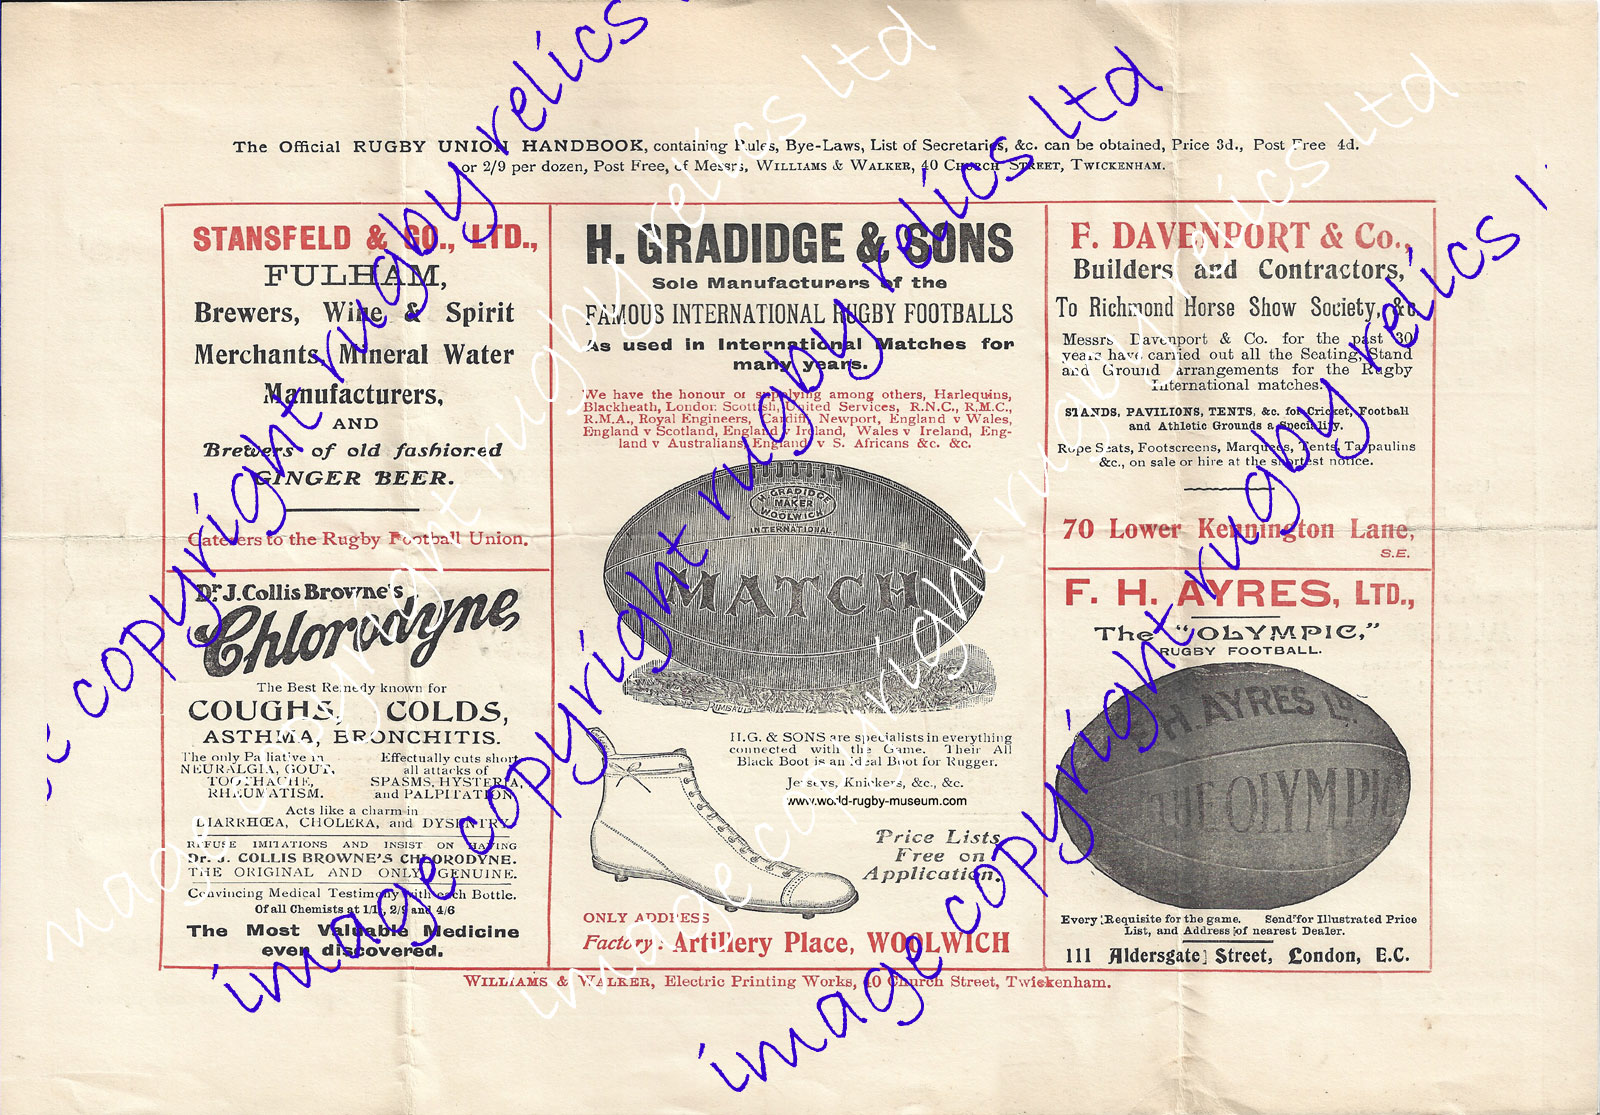 The Official RUGBY UNION HANDBOOK, containing Rules, Bye-Laws, List of Secretaries, &c. can be obtained, Price 3d., Post Free 4d.
or 2/9 per dozen, Post Free, of Messrs, WILLIAMS & WALKER, 40 CHURCH STREET, TWICKENHAM.
STANSFELD & CO., LTD.,
FULHAM,
Brewers, Wine & Spirit
Merchants, Mineral Water
Manufacturers,
AND
Brewers of old fashioned
GINGER BEER.
Caterers to the Rugby Football Union.
Dr. J. Collis Browne's
Chlorodyne
The Best Remedy known for
COUGHS, COLDS,
ASTHMA, BRONCHITIS.
The only Palliative in
NEURALGIA, GOUT,
TOOTHACHE,
RHEUMATISM.
Effectually cuts short
all attacks of
SPASMS, HYSTERIA,
and PALPITATION.
Acts like a charm in
DIARRHŒA, CHOLERA, and DYSENTRY.
REFUSE IMITATIONS AND INSIST ON HAVING
Dr. J. COLLIS BROWNE'S CHLORODYNE.
THE ORIGINAL AND ONLY GENUINE.
Convincing Medical Testimony with each Bottle.
Of all Chemists at 1/1½, 2/9 and 4/6
The Most Valuable Medicine
ever discovered.
H. GRADIDGE & SONS
Sole Manufacturers of the
FAMOUS INTERNATIONAL RUGBY FOOTBALLS
As used in International Matches for
many years.
We have the honour of supplying among others, Harlequins,
Blackheath, London Scottish, United Services, R.N.C., R.M.C.,
R.M.A., Royal Engineers, Cardiff, Newport, England v Wales,
England v Scotland, England v Ireland, Wales v Ireland, Eng-
land v Australians, England v S. Africans &c. &c.
H. GRADIDGE
MAKER
WOOLWICH
INTERNATIONAL.
MATCH
RIMBAULT
H.G. & SONS are specialists in everything
connected with the Game. Their All
Black Boot is an Ideal Boot for Rugger.
Jerseys, Knickers, &c., &c.
www.world-rugby-museum.com
Price Lists
Free on
Application.
ONLY ADDRESS
Factory: Artillery Place, WOOLWICH
F. DAVENPORT & Co.,
Builders and Contractors,
To Richmond Horse Show Society, &c
Messrs Davenport & Co. for the past 30
years have carried out all the Seating, Stand
and Ground arrangements for the Rugby
International matches.
STANDS, PAVILIONS, TENTS, &c. for Cricket, Football
and Athletic Grounds a Speciality.
Rope Seats, Footscreens, Marquees, Tents, Tarpaulins
&c., on sale or hire at the shortest notice.
70 Lower Kennington Lane,
S.E.
F. H. AYRES, LTD.,
The "OLYMPIC,"
RUGBY FOOTBALL.
F. H. AYRES Ld.
THE OLYMPIC
Every Requisite for the game. Send for Illustrated Price
List, and Address of nearest Dealer.
111 Aldersgate Street, London, E.C.
WILLIAMS & WALKER, Electric Printing Works, 40 Church Street, Twickenham.
image copyright rugby relics ltd
image copyright rugby relics ltd
image copyright rugby relics
copyright rugby relics
image copyright rugby relics ltd
image copyright rugby relics ltd